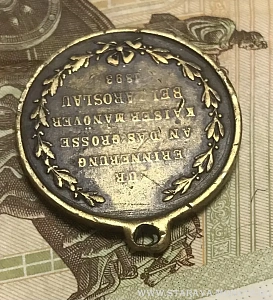 ZUR
ERINNERUNG
AN DAS GROSSE
KAISER MANÖVER
BEI JAROSLAU
1893